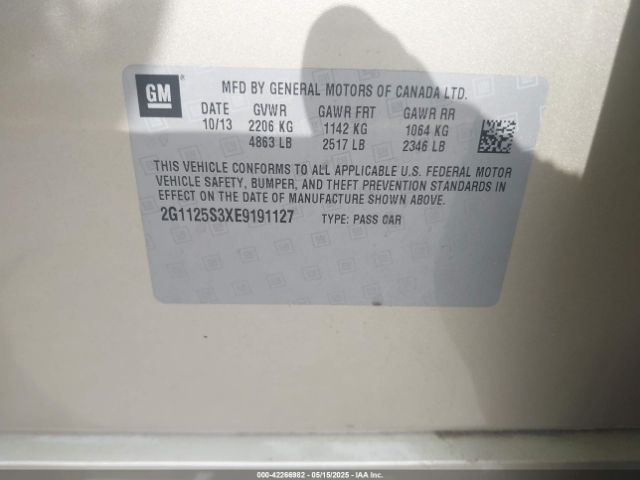 GM
MFD BY GENERAL MOTORS OF CANADA LTD.
DATE GVWR GAWR FRT GAWR RR
10/13 2206 KG 1142 KG 1064 KG
4863 LB 2517 LB 2346 LB
THIS VEHICLE CONFORMS TO ALL APPLICABLE U.S. FEDERAL MOTOR
VEHICLE SAFETY, BUMPER, AND THEFT PREVENTION STANDARDS IN
EFFECT ON THE DATE OF MANUFACTURE SHOWN ABOVE.
2G1125S3XE9191127 TYPE: PASS CAR
000-42266982 - 05/15/2025 - IAA Inc.